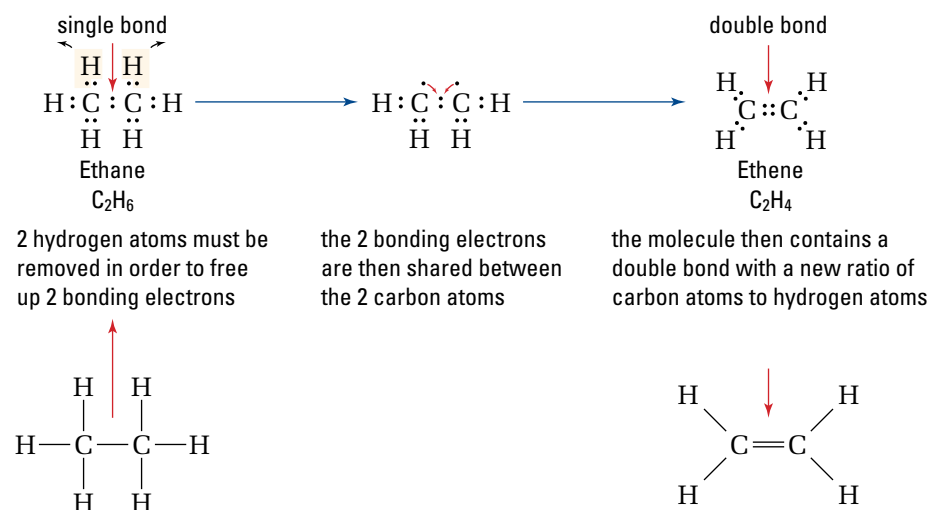 single bond
double bond
H H
H : C : C : H
H H
Ethane
C₂H₆
H : C : C : H
H H
H H
C :: C
H H
Ethene
C₂H₄
2 hydrogen atoms must be
removed in order to free
up 2 bonding electrons
the 2 bonding electrons
are then shared between
the 2 carbon atoms
the molecule then contains a
double bond with a new ratio of
carbon atoms to hydrogen atoms
H H
H—C—C—H
H H
H H
C=C
H H